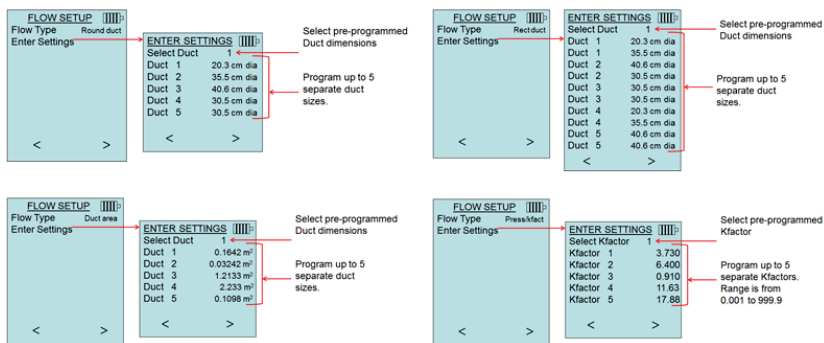 FLOW SETUP
Flow Type Round duct
Enter Settings
< >
ENTER SETTINGS
Select Duct 1
Duct 1 20.3 cm dia
Duct 2 35.5 cm dia
Duct 3 40.6 cm dia
Duct 4 30.5 cm dia
Duct 5 30.5 cm dia
< >
Select pre-programmed
Duct dimensions
Program up to 5
separate duct
sizes.
FLOW SETUP
Flow Type Rect duct
Enter Settings
< >
ENTER SETTINGS
Select Duct 1
Duct 1 20.3 cm dia
Duct 1 35.5 cm dia
Duct 2 40.6 cm dia
Duct 2 30.5 cm dia
Duct 3 30.5 cm dia
Duct 3 30.5 cm dia
Duct 4 20.3 cm dia
Duct 4 35.5 cm dia
Duct 5 40.6 cm dia
Duct 5 40.6 cm dia
< >
Select pre-programmed
Duct dimensions
Program up to 5
separate duct
sizes.
FLOW SETUP
Flow Type Duct area
Enter Settings
< >
ENTER SETTINGS
Select Duct 1
Duct 1 0.1642 m²
Duct 2 0.03242 m²
Duct 3 1.2133 m²
Duct 4 2.233 m²
Duct 5 0.1098 m²
< >
Select pre-programmed
Duct dimensions
Program up to 5
separate duct
sizes.
FLOW SETUP
Flow Type Press/kfact
Enter Settings
< >
ENTER SETTINGS
Select Kfactor 1
Kfactor 1 3.730
Kfactor 2 6.400
Kfactor 3 0.910
Kfactor 4 11.63
Kfactor 5 17.88
< >
Select pre-programmed
Kfactor
Program up to 5
separate Kfactors.
Range is from
0.001 to 999.9